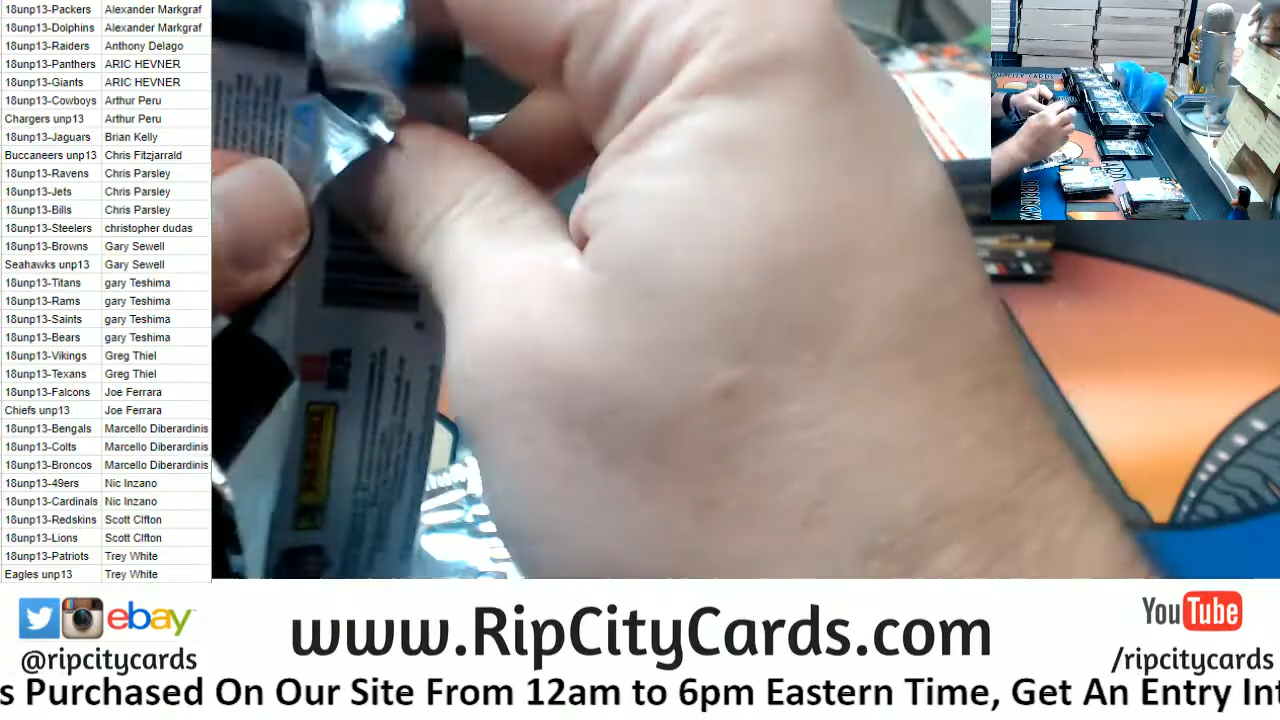 18unp13-Packers Alexander Markgraf
18unp13-Dolphins Alexander Markgraf
18unp13-Raiders Anthony Delago
18unp13-Panthers ARIC HEVNER
18unp13-Giants ARIC HEVNER
18unp13-Cowboys Arthur Peru
Chargers unp13 Arthur Peru
18unp13-Jaguars Brian Kelly
Buccaneers unp13 Chris Fitzjarrald
18unp13-Ravens Chris Parsley
18unp13-Jets Chris Parsley
18unp13-Bills Chris Parsley
18unp13-Steelers christopher dudas
18unp13-Browns Gary Sewell
Seahawks unp13 Gary Sewell
18unp13-Titans gary Teshima
18unp13-Rams gary Teshima
18unp13-Saints gary Teshima
18unp13-Bears gary Teshima
18unp13-Vikings Greg Thiel
18unp13-Texans Greg Thiel
18unp13-Falcons Joe Ferrara
Chiefs unp13 Joe Ferrara
18unp13-Bengals Marcello Diberardinis
18unp13-Colts Marcello Diberardinis
18unp13-Broncos Marcello Diberardinis
18unp13-49ers Nic Inzano
18unp13-Cardinals Nic Inzano
18unp13-Redskins Scott Clfton
18unp13-Lions Scott Clfton
18unp13-Patriots Trey White
Eagles unp13 Trey White
PANINI
ebay
@ripcitycards
www.RipCityCards.com
YouTube
/ripcitycards
s Purchased On Our Site From 12am to 6pm Eastern Time, Get An Entry Int